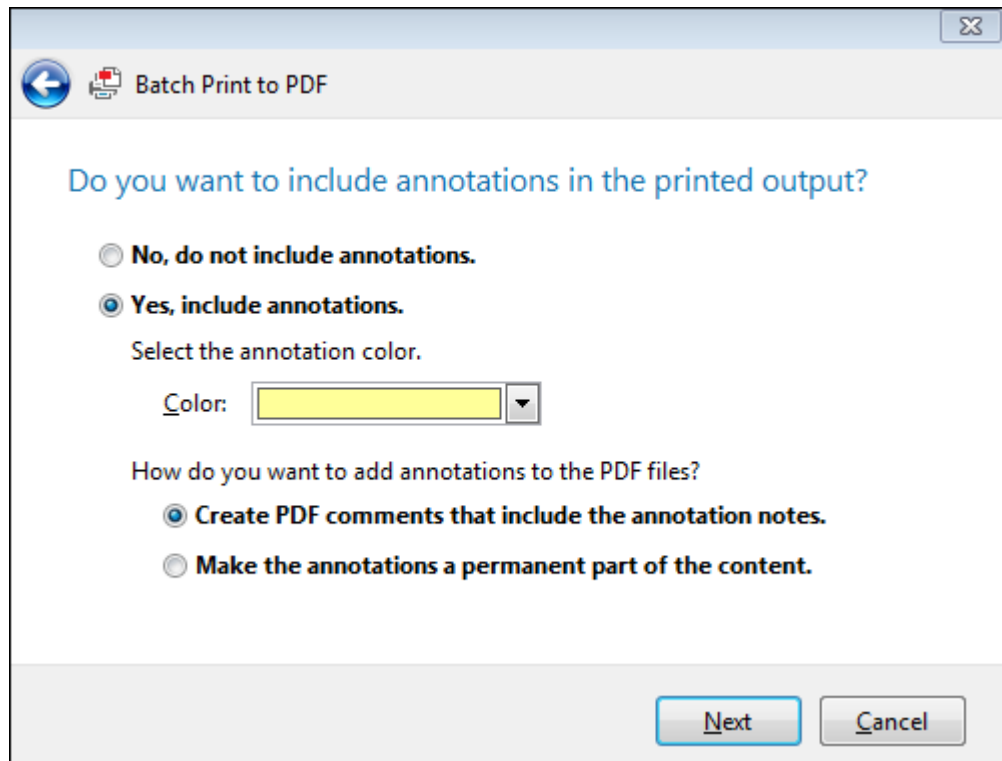 Batch Print to PDF
Do you want to include annotations in the printed output?
No, do not include annotations.
Yes, include annotations.
Select the annotation color.
Color:
How do you want to add annotations to the PDF files?
Create PDF comments that include the annotation notes.
Make the annotations a permanent part of the content.
Next Cancel